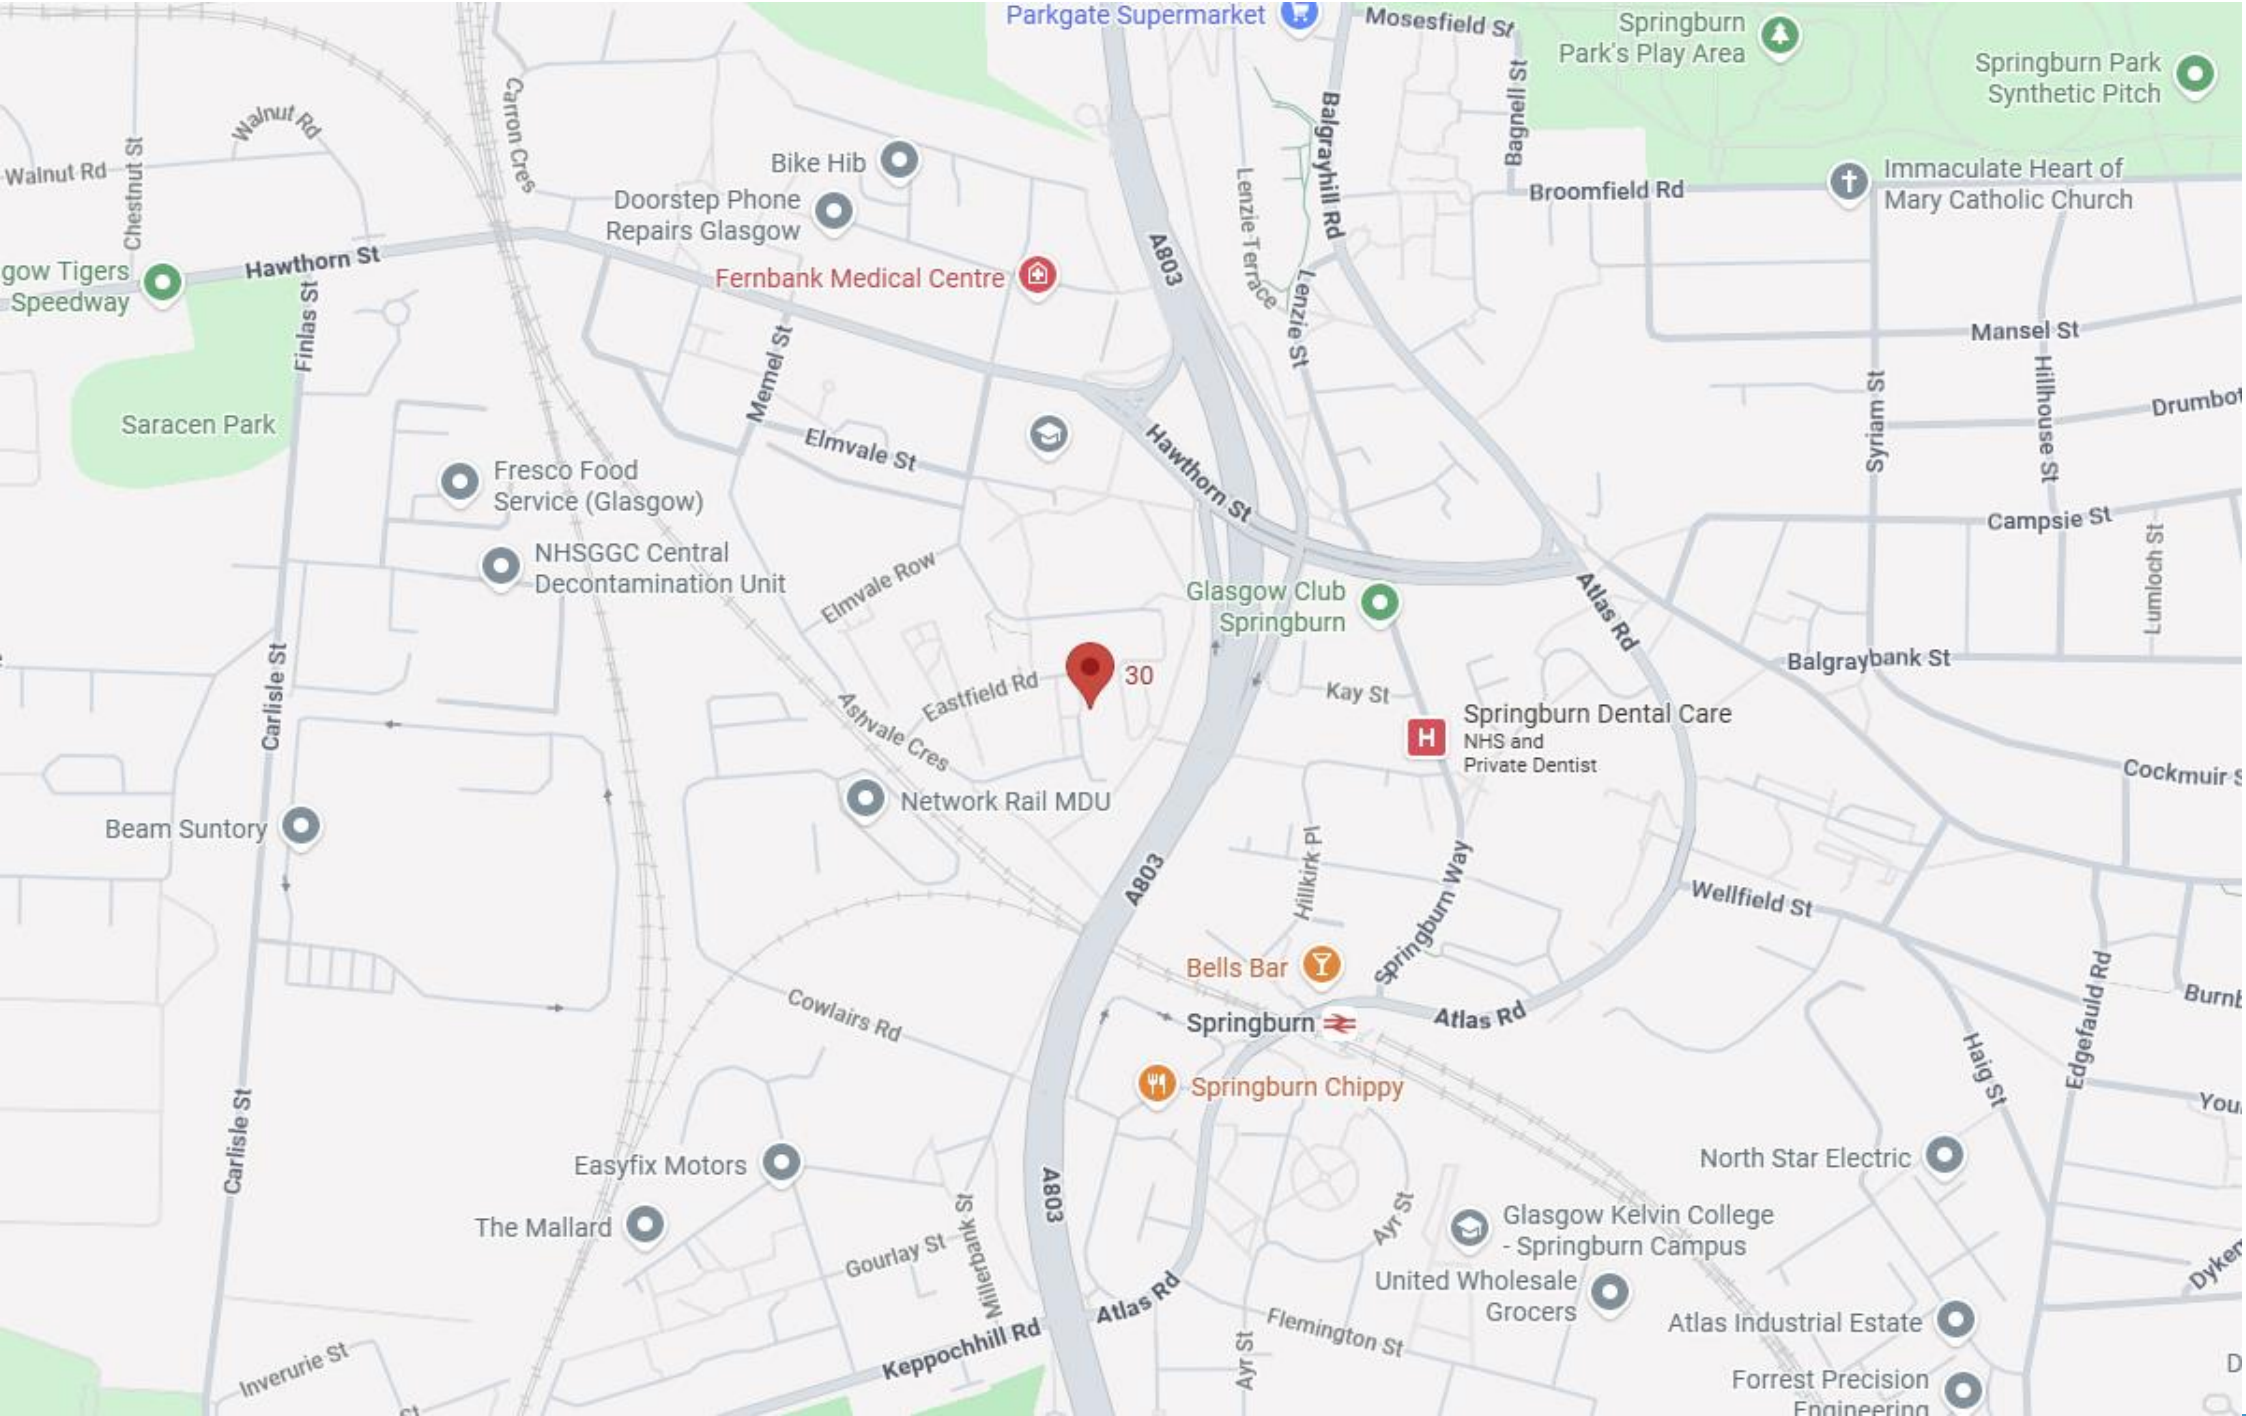 Parkgate Supermarket
Mosesfield St
Springburn
Park's Play Area
Springburn Park
Synthetic Pitch
Carron Cres
Walnut Rd
Walnut Rd
Chestnut St
Bagnell St
Balgrayhill Rd
Bike Hib
Doorstep Phone
Repairs Glasgow
Immaculate Heart of
Mary Catholic Church
Broomfield Rd
Lenzie Terrace
A803
Hawthorn St
gow Tigers
Speedway
Fernbank Medical Centre
Lenzie St
Finlas St
Memel St
Mansel St
Hillhouse St
Syriam St
Drumbot
Saracen Park
Elmvale St
Hawthorn St
Fresco Food
Service (Glasgow)
Campsie St
Lumloch St
NHSGGC Central
Decontamination Unit
Elmvale Row
Glasgow Club
Springburn
Atlas Rd
Balgraybank St
Carlisle St
30
Eastfield Rd
Kay St
Ashvale Cres
Springburn Dental Care
NHS and
Private Dentist
Cockmuir S
Network Rail MDU
Beam Suntory
A803
Hillkirk Pl
Springburn Way
Wellfield St
Bells Bar
Edgefauld Rd
Burnb
Cowlairs Rd
Springburn
Atlas Rd
Haig St
Springburn Chippy
You
Carlisle St
Easyfix Motors
North Star Electric
A803
The Mallard
Millerbank St
Gourlay St
Ayr St
Glasgow Kelvin College
- Springburn Campus
Dyken
United Wholesale
Grocers
Atlas Rd
Flemington St
Atlas Industrial Estate
Keppochhill Rd
Ayr St
Inverurie St
Forrest Precision
Engineering
St
D